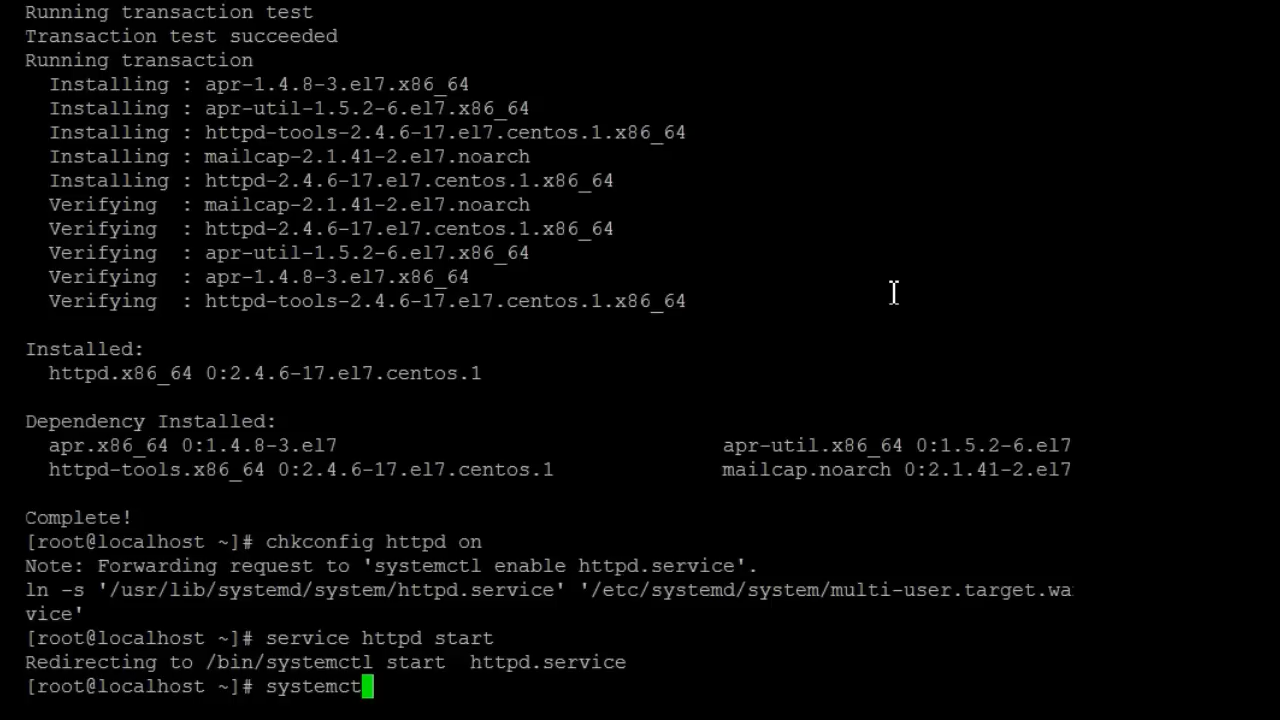 Running transaction test
Transaction test succeeded
Running transaction
  Installing : apr-1.4.8-3.el7.x86_64
  Installing : apr-util-1.5.2-6.el7.x86_64
  Installing : httpd-tools-2.4.6-17.el7.centos.1.x86_64
  Installing : mailcap-2.1.41-2.el7.noarch
  Installing : httpd-2.4.6-17.el7.centos.1.x86_64
  Verifying  : mailcap-2.1.41-2.el7.noarch
  Verifying  : httpd-2.4.6-17.el7.centos.1.x86_64
  Verifying  : apr-util-1.5.2-6.el7.x86_64
  Verifying  : apr-1.4.8-3.el7.x86_64
  Verifying  : httpd-tools-2.4.6-17.el7.centos.1.x86_64
Installed:
  httpd.x86_64 0:2.4.6-17.el7.centos.1
Dependency Installed:
  apr.x86_64 0:1.4.8-3.el7                                apr-util.x86_64 0:1.5.2-6.el7
  httpd-tools.x86_64 0:2.4.6-17.el7.centos.1              mailcap.noarch 0:2.1.41-2.el7
Complete!
[root@localhost ~]# chkconfig httpd on
Note: Forwarding request to 'systemctl enable httpd.service'.
ln -s '/usr/lib/systemd/system/httpd.service' '/etc/systemd/system/multi-user.target.wa
vice'
[root@localhost ~]# service httpd start
Redirecting to /bin/systemctl start  httpd.service
[root@localhost ~]# systemct